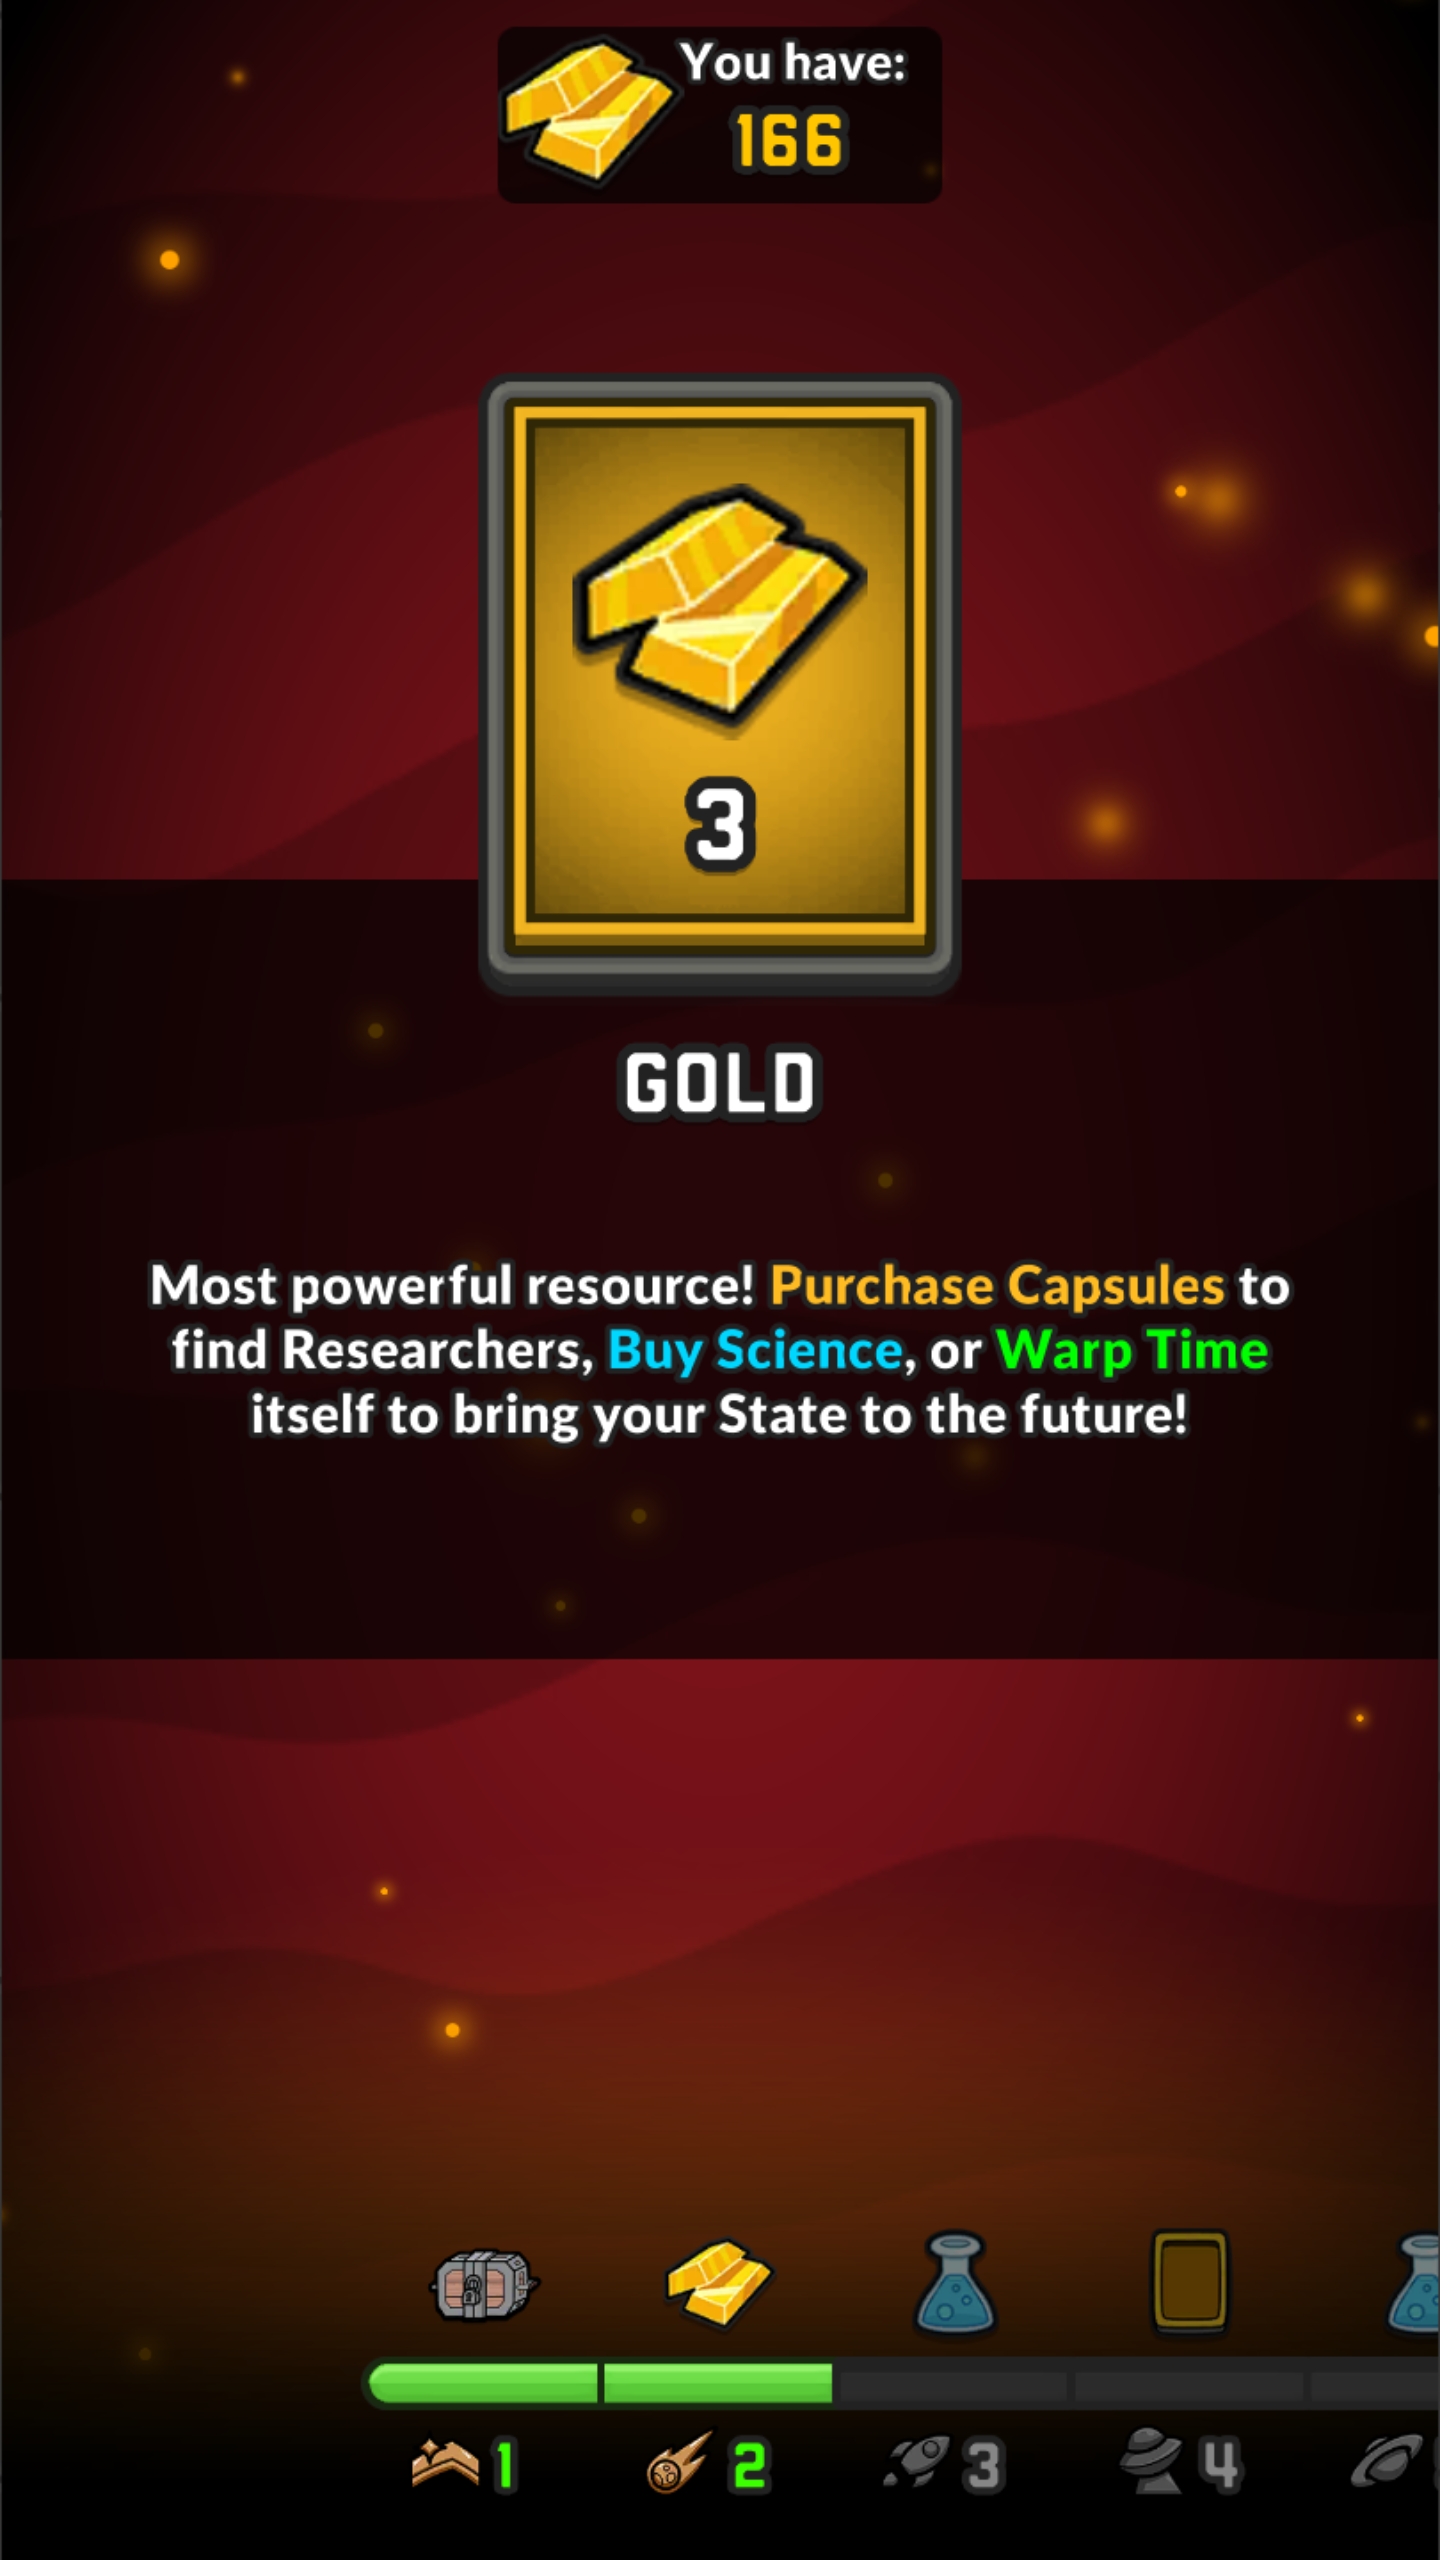 You have:
166
3
GOLD
Most powerful resource! Purchase Capsules to
find Researchers, Buy Science, or Warp Time
itself to bring your State to the future!
1 2 3 4